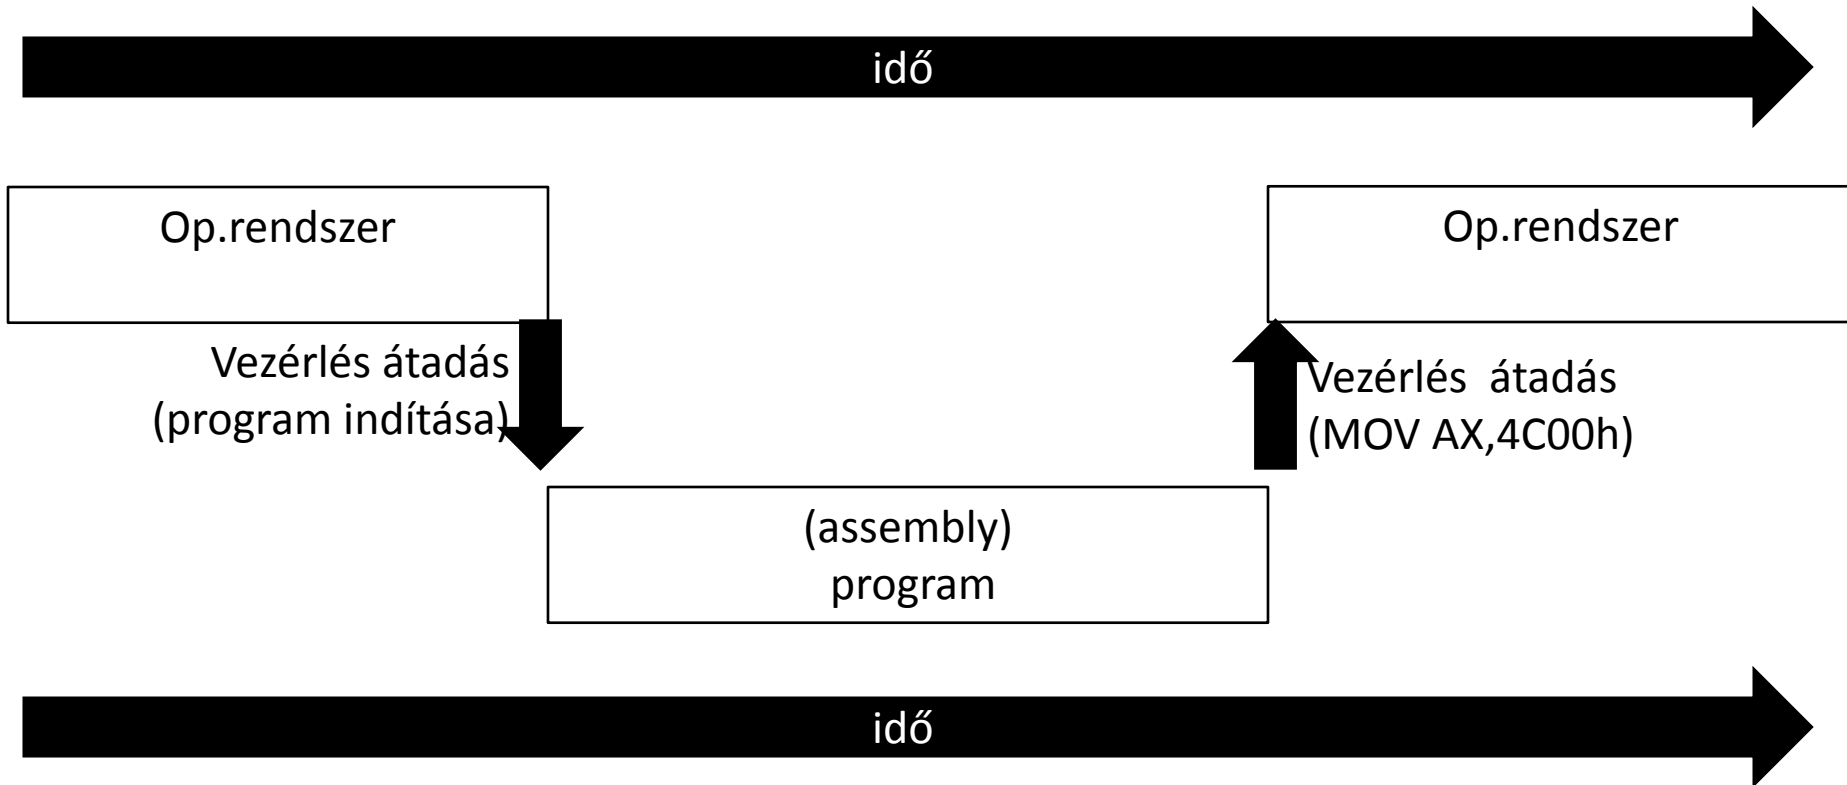 idő
Op.rendszer
Op.rendszer
Vezérlés átadás
(program indítása)
Vezérlés  átadás
(MOV AX,4C00h)
(assembly)
program
idő